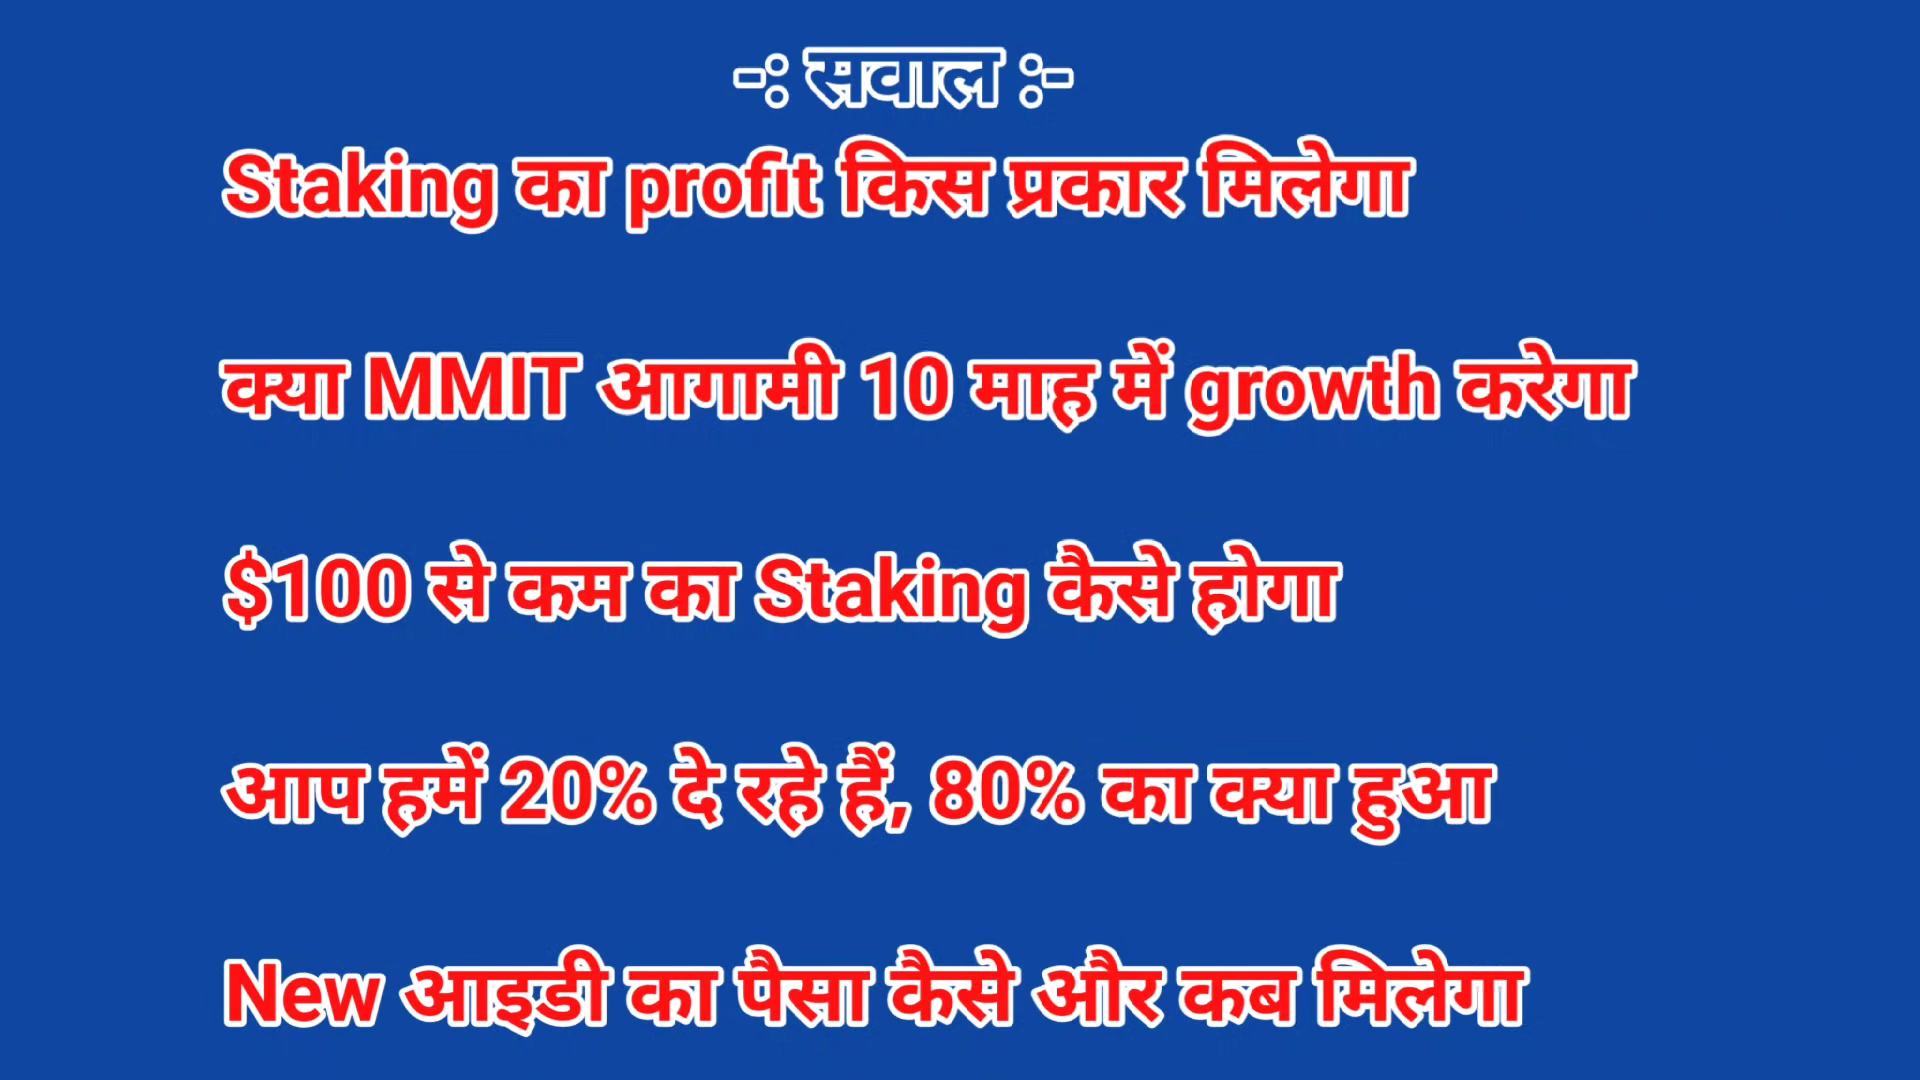 -: सवाल :-
Staking का profit किस प्रकार मिलेगा
क्या MMIT आगामी 10 माह में growth करेगा
$100 से कम का Staking कैसे होगा
आप हमें 20% दे रहे हैं, 80% का क्या हुआ
New आइडी का पैसा कैसे और कब मिलेगा